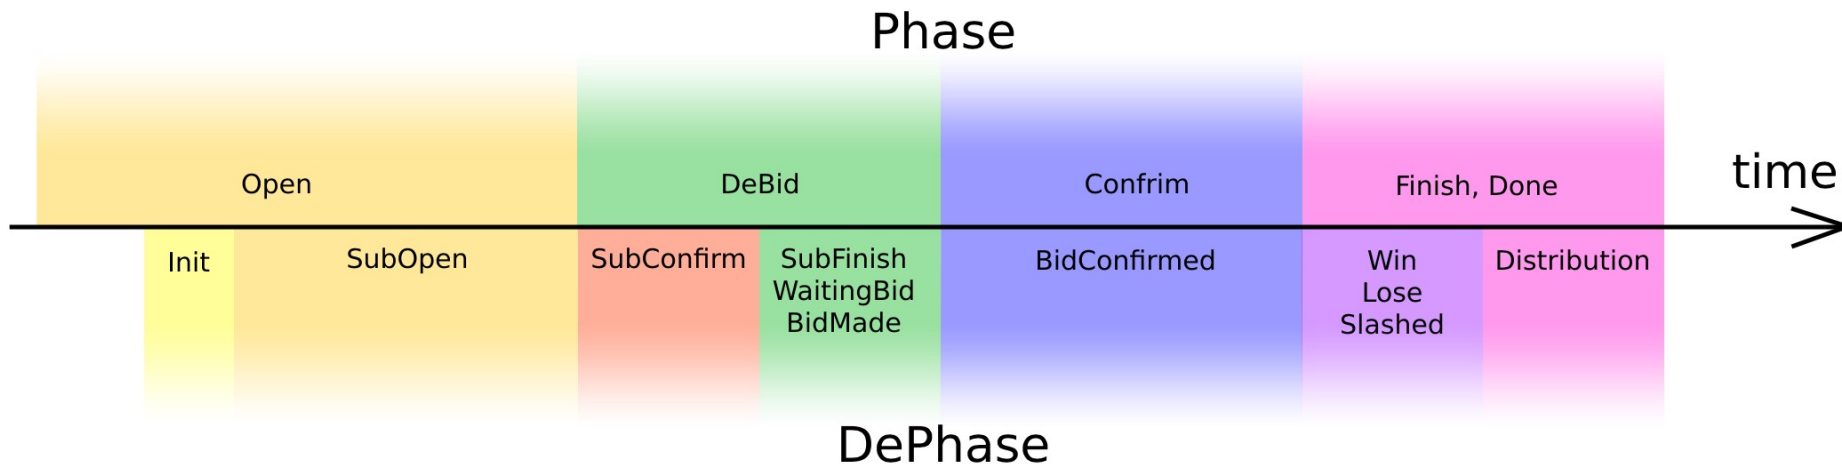 Phase
time
Open
DeBid
Confrim
Finish, Done
Init
SubOpen
SubConfirm
SubFinish
WaitingBid
BidMade
BidConfirmed
Win
Lose
Slashed
Distribution
DePhase